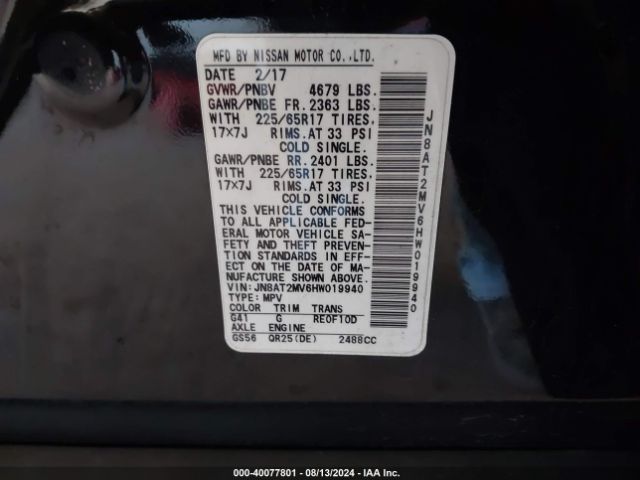 MFD BY NISSAN MOTOR CO.,LTD.
DATE 2/17
GVWR/PNBV 4679 LBS.
GAWR/PNBE FR. 2363 LBS.
WITH 225/65R17 TIRES.
17x7J RIMS.AT 33 PSI
COLD SINGLE.
GAWR/PNBE RR. 2401 LBS.
WITH 225/65R17 TIRES.
17x7J RIMS.AT 33 PSI
COLD SINGLE.
THIS VEHICLE CONFORMS
TO ALL APPLICABLE FED-
ERAL MOTOR VEHICLE SA-
FETY AND THEFT PREVEN-
TION STANDARDS IN EFF-
ECT ON THE DATE OF MA-
NUFACTURE SHOWN ABOVE.
VIN:JN8AT2MV6HW019940
TYPE:MPV
COLOR TRIM TRANS
G41 G RE0F10D
AXLE ENGINE
GS56 QR25(DE) 2488CC
JN8AT2MV6HW019940
000-40077801 - 08/13/2024 - IAAI.CA